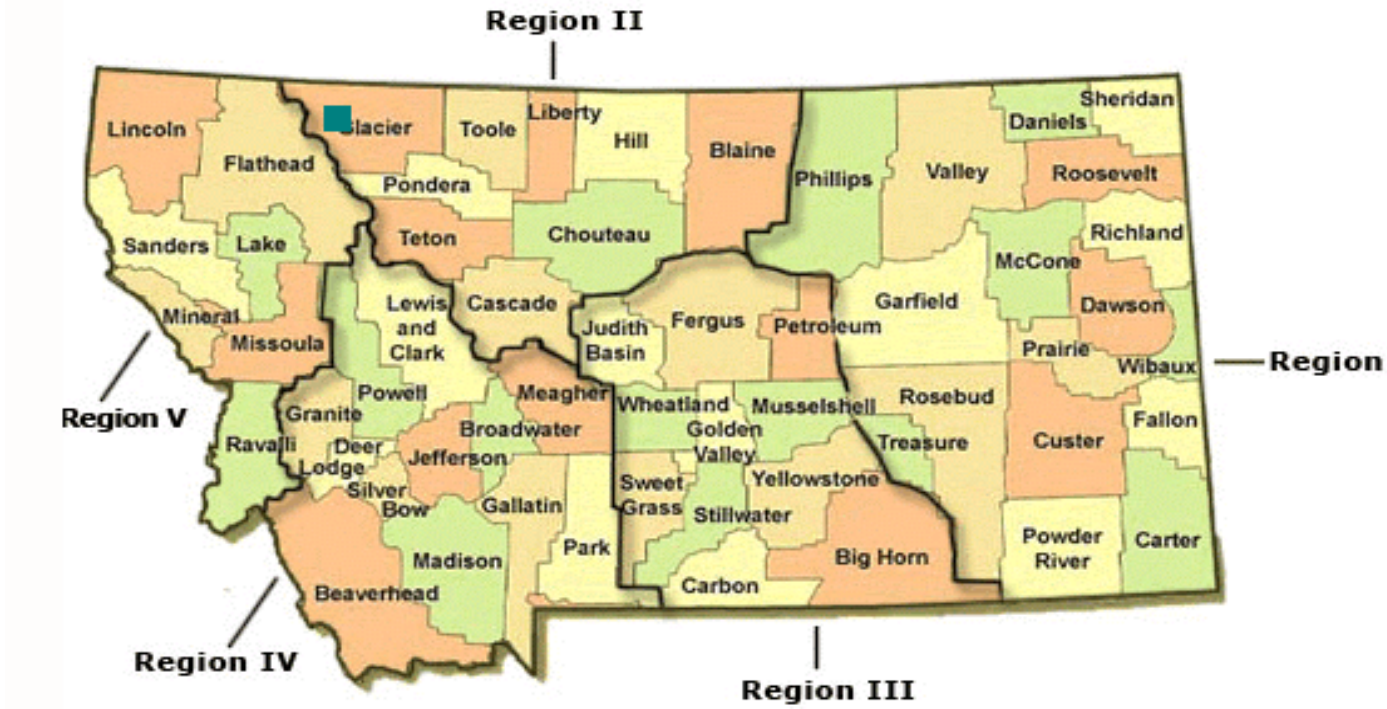 Region II
Lincoln
Flathead
Toole
Liberty
Hill
Blaine
Phillips
Valley
Daniels
Sheridan
Roosevelt
Pondera
Teton
Chouteau
Sanders
Lake
Richland
McCone
Mineral
Missoula
Lewis
and
Clark
Cascade
Judith
Basin
Fergus
Petroleum
Garfield
Dawson
Prairie
Wibaux
Region
Region V
Powell
Granite
Meagher
Wheatland
Golden
Valley
Musselshell
Rosebud
Treasure
Custer
Fallon
Ravalli
Deer
Lodge
Broadwater
Jefferson
Silver
Bow
Gallatin
Sweet
Grass
Yellowstone
Stillwater
Madison
Park
Big Horn
Powder
River
Carter
Beaverhead
Carbon
Region IV
Region III